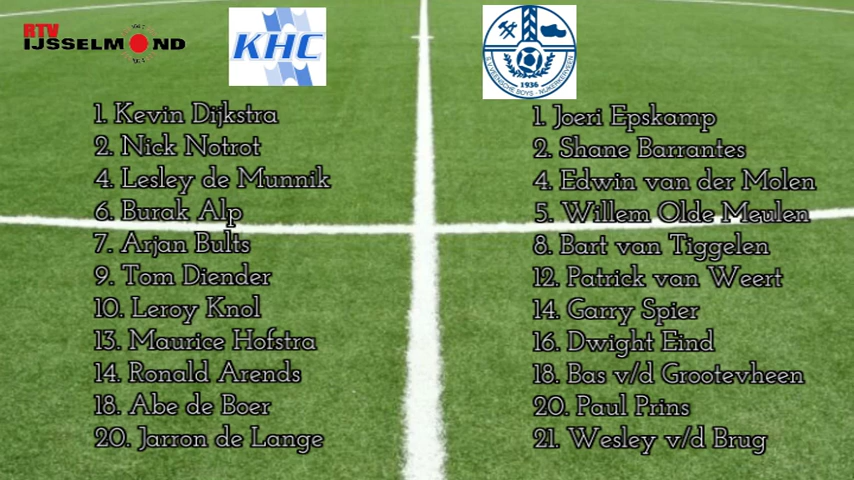 RTV
IJSSELMOND
KHC
S.V. VEENSCHE BOYS - NIJKERKERVEEN
1936
1. Kevin Dijkstra
2. Nick Notrot
4. Lesley de Munnik
6. Burak Alp
7. Arjan Bults
9. Tom Diender
10. Leroy Knol
13. Maurice Hofstra
14. Ronald Arends
18. Abe de Boer
20. Jarron de Lange
1. Joeri Epskamp
2. Shane Barrantes
4. Edwin van der Molen
5. Willem Olde Meulen
8. Bart van Tiggelen
12. Patrick van Weert
14. Garry Spier
16. Dwight Eind
18. Bas v/d Grootevheen
20. Paul Prins
21. Wesley v/d Brug